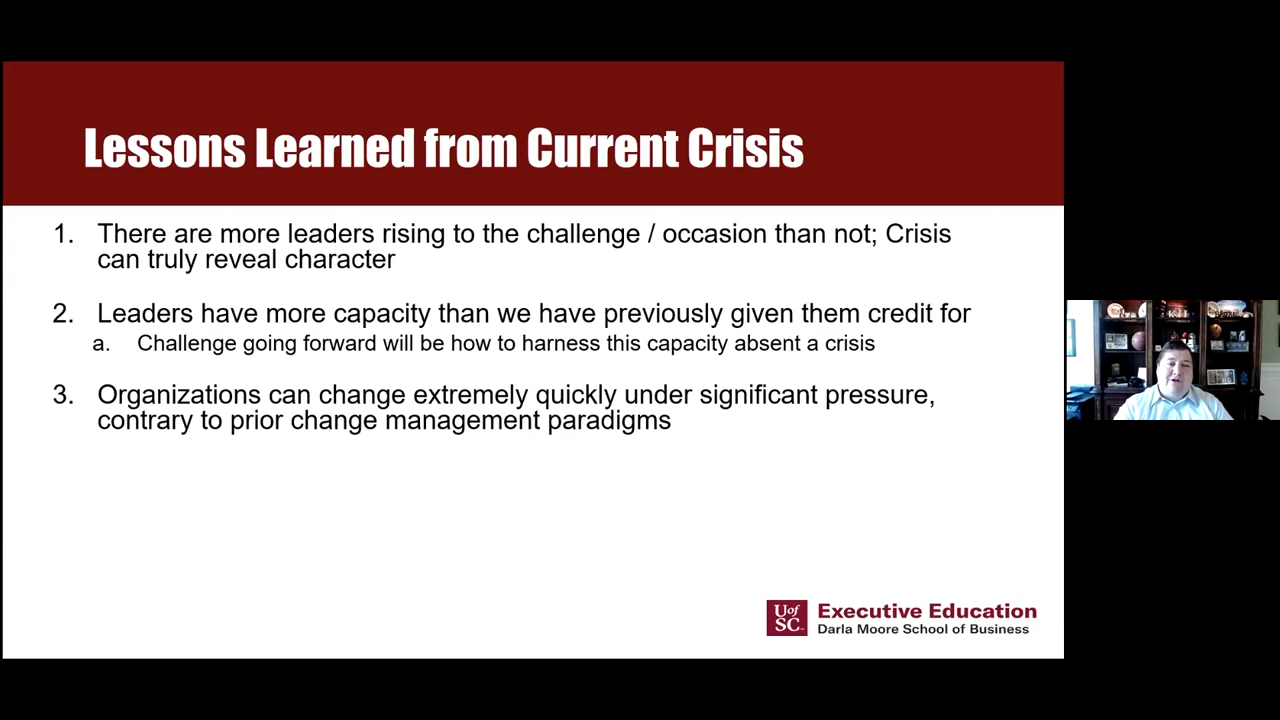 Lessons Learned from Current Crisis
1. There are more leaders rising to the challenge / occasion than not; Crisis
can truly reveal character
2. Leaders have more capacity than we have previously given them credit for
a. Challenge going forward will be how to harness this capacity absent a crisis
3. Organizations can change extremely quickly under significant pressure,
contrary to prior change management paradigms
Uof
SC
Executive Education
Darla Moore School of Business